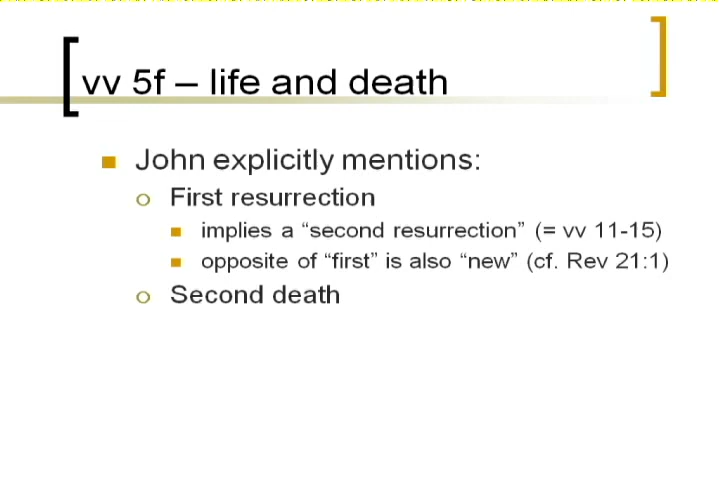 vv 5f – life and death
John explicitly mentions:
First resurrection
implies a “second resurrection” (= vv 11-15)
opposite of “first” is also “new” (cf. Rev 21:1)
Second death